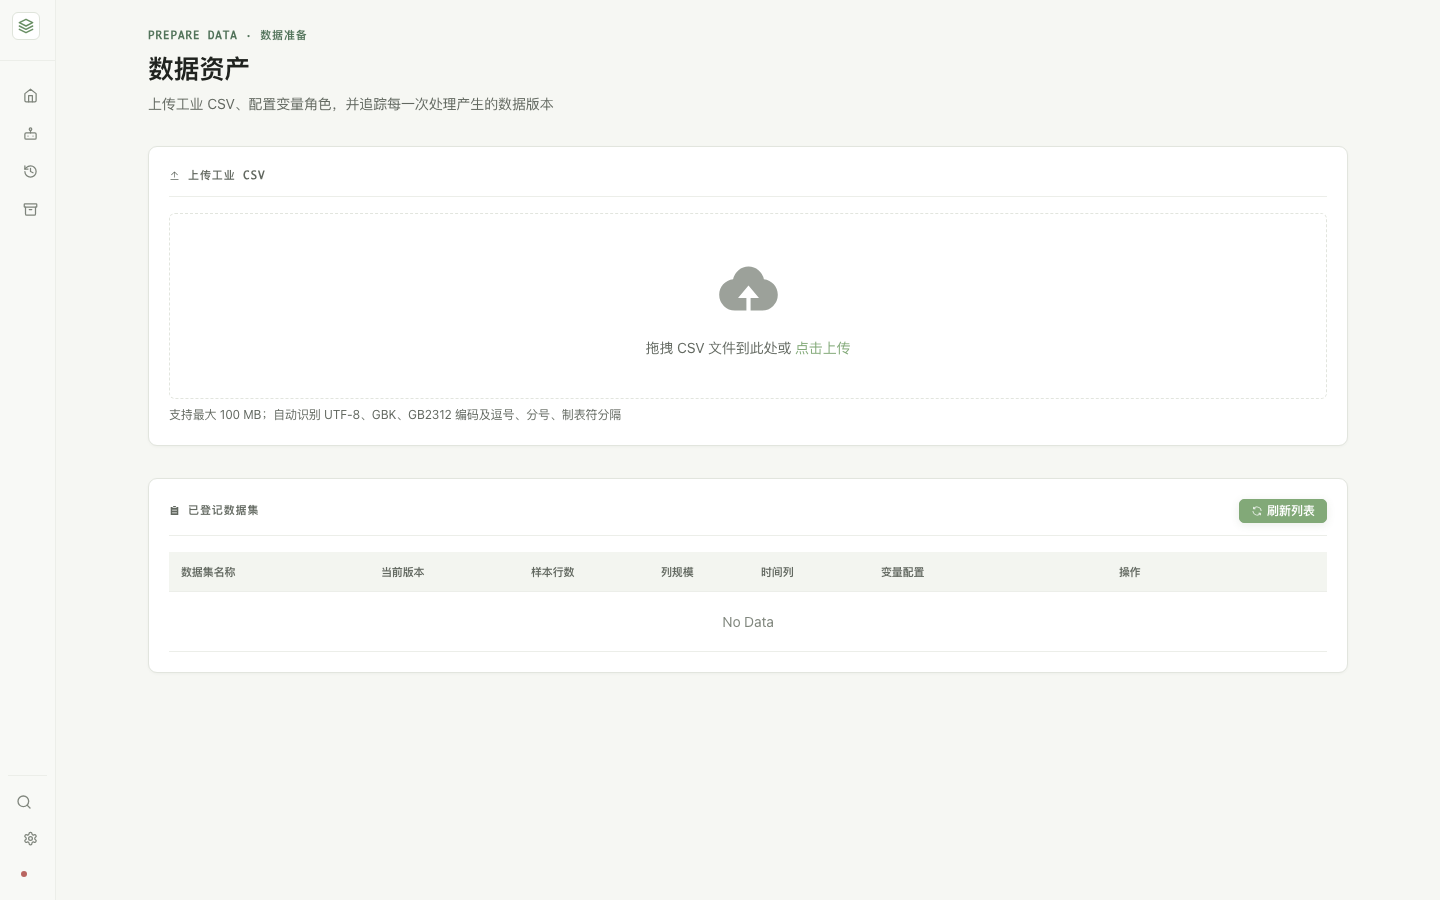 PREPARE DATA · 数据准备
数据资产
上传工业 CSV、配置变量角色，并追踪每一次处理产生的数据版本
上传工业 CSV
拖拽 CSV 文件到此处或 点击上传
支持最大 100 MB；自动识别 UTF-8、GBK、GB2312 编码及逗号、分号、制表符分隔
已登记数据集
刷新列表
数据集名称 当前版本 样本行数 列规模 时间列 变量配置 操作
No Data